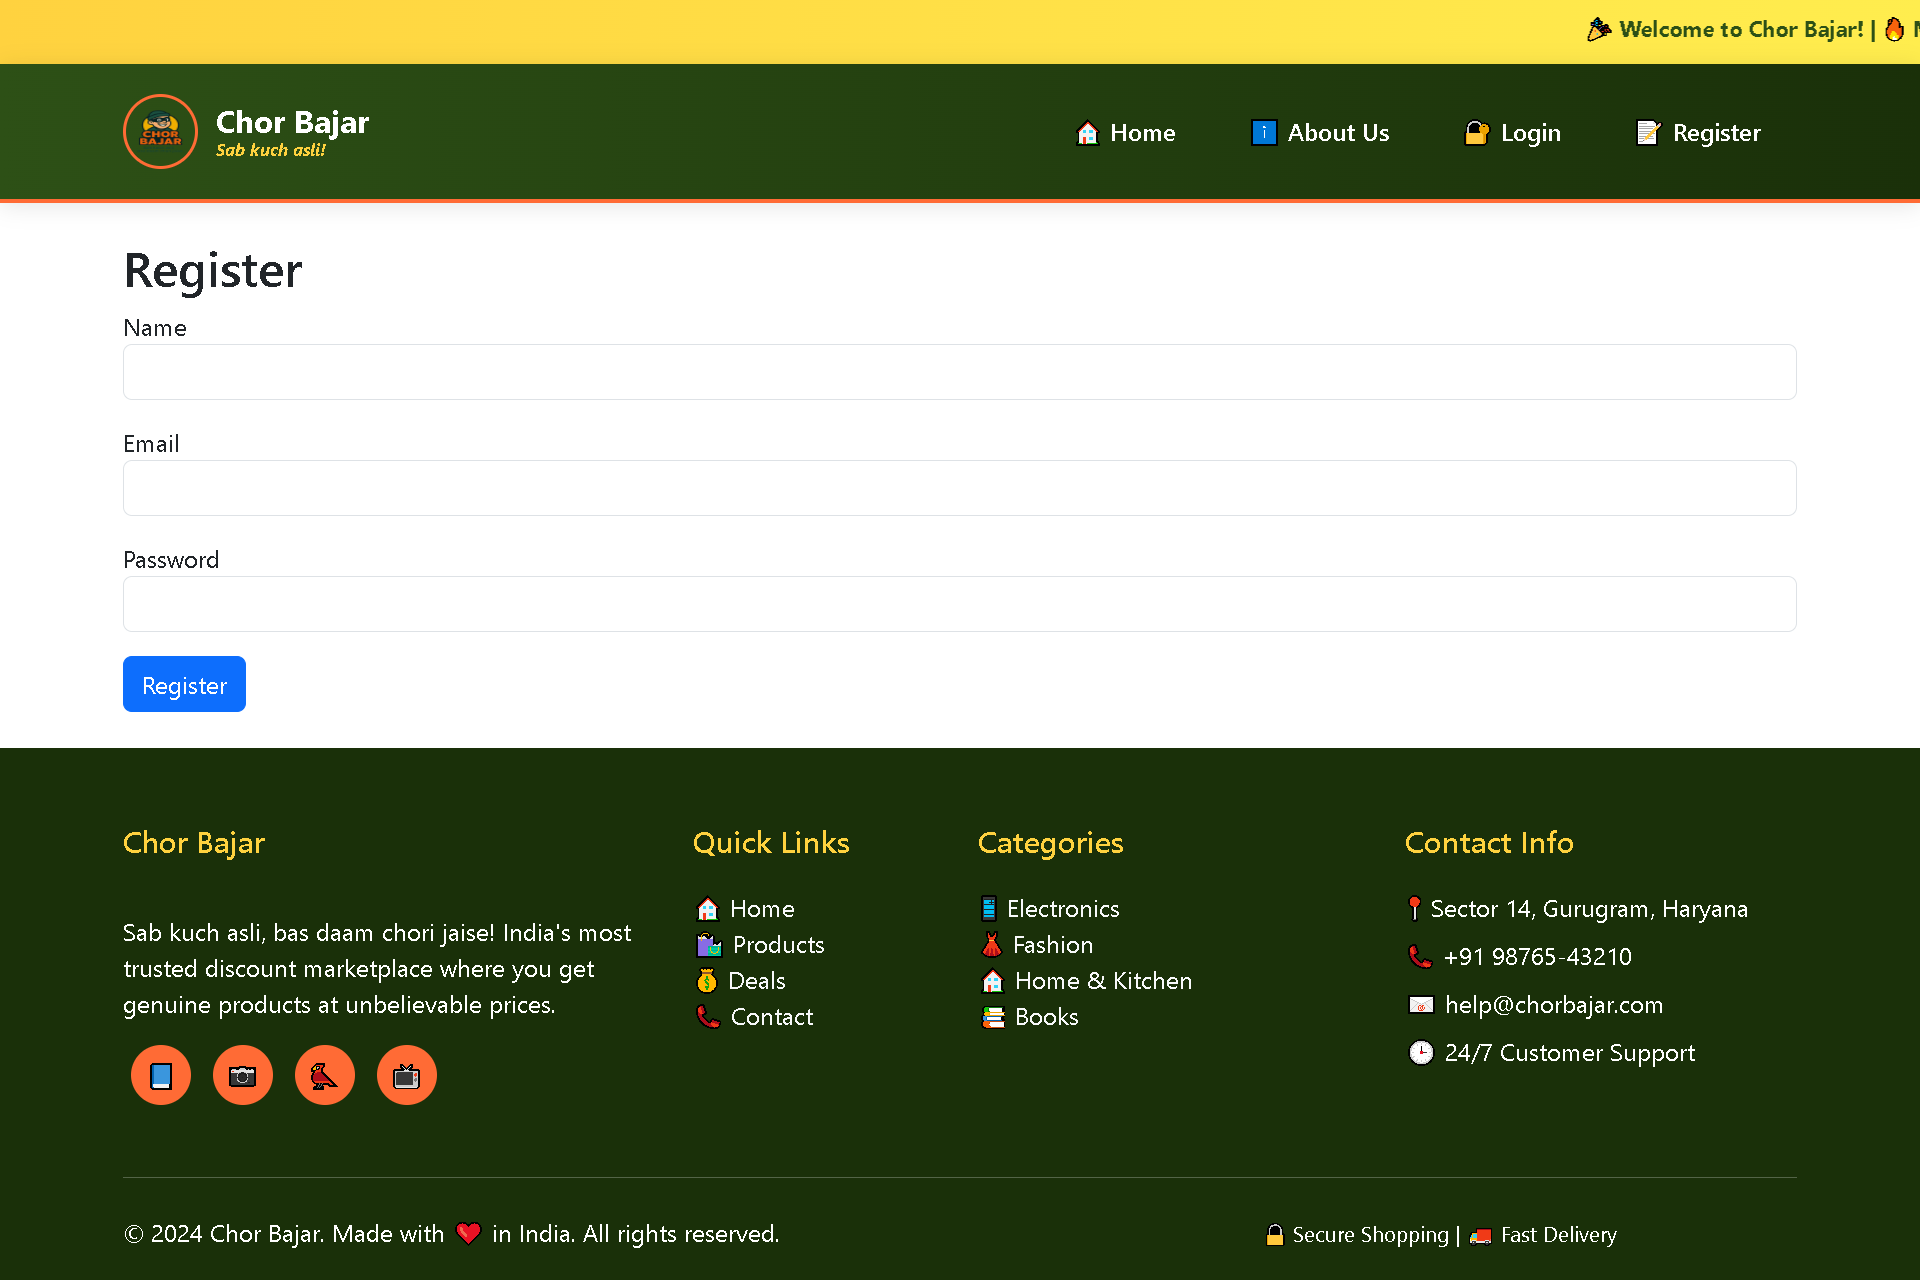 🎉 Welcome to Chor Bajar! | 🔥
CHOR
BAJAR
Chor Bajar
Sab kuch asli!
🏠 Home
ℹ️ About Us
🔐 Login
📝 Register
Register
Name
Email
Password
Register
Chor Bajar
Sab kuch asli, bas daam chori jaise! India's most
trusted discount marketplace where you get
genuine products at unbelievable prices.
Quick Links
🏠 Home
🛍️ Products
💰 Deals
📞 Contact
Categories
📱 Electronics
👗 Fashion
🏠 Home & Kitchen
📚 Books
Contact Info
📍 Sector 14, Gurugram, Haryana
📞 +91 98765-43210
📧 help@chorbajar.com
🕒 24/7 Customer Support
© 2024 Chor Bajar. Made with ❤️ in India. All rights reserved.
🔒 Secure Shopping | 🚚 Fast Delivery